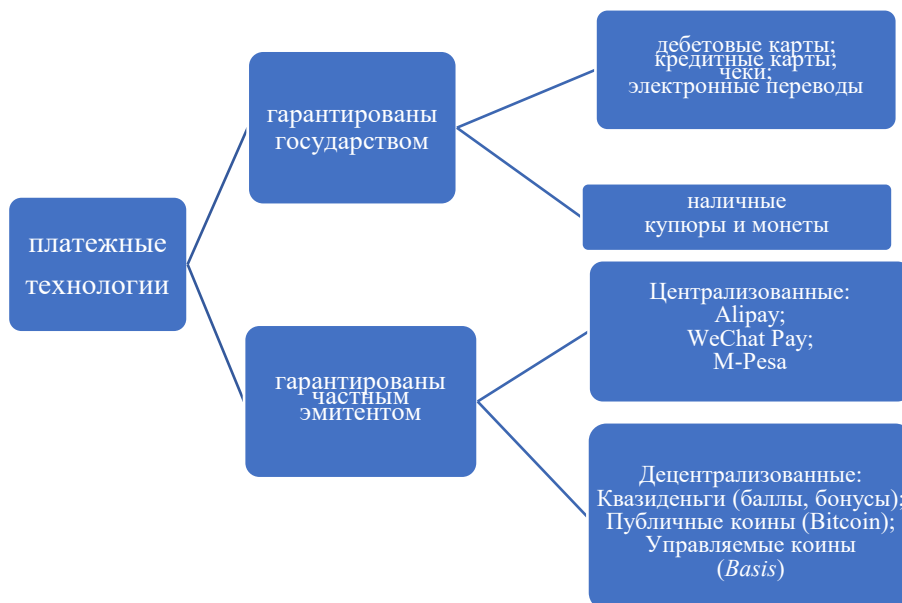 платежные
технологии
гарантированы
государством
дебетовые карты;
кредитные карты;
чеки;
электронные переводы
наличные
купюры и монеты
гарантированы
частным
эмитентом
Централизованные:
Alipay;
WeChat Pay;
M-Pesa
Децентрализованные:
Квазиденьги (баллы, бонусы);
Публичные коины (Bitcoin);
Управляемые коины
(Basis)